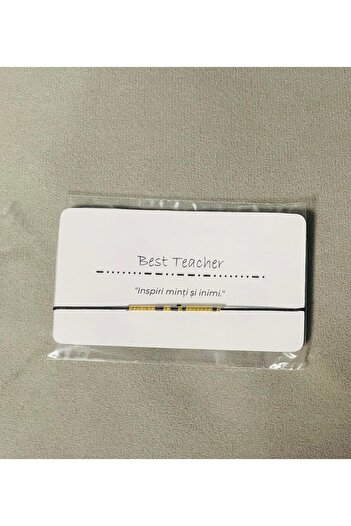 Best Teacher
"Inspiri minți și inimi."